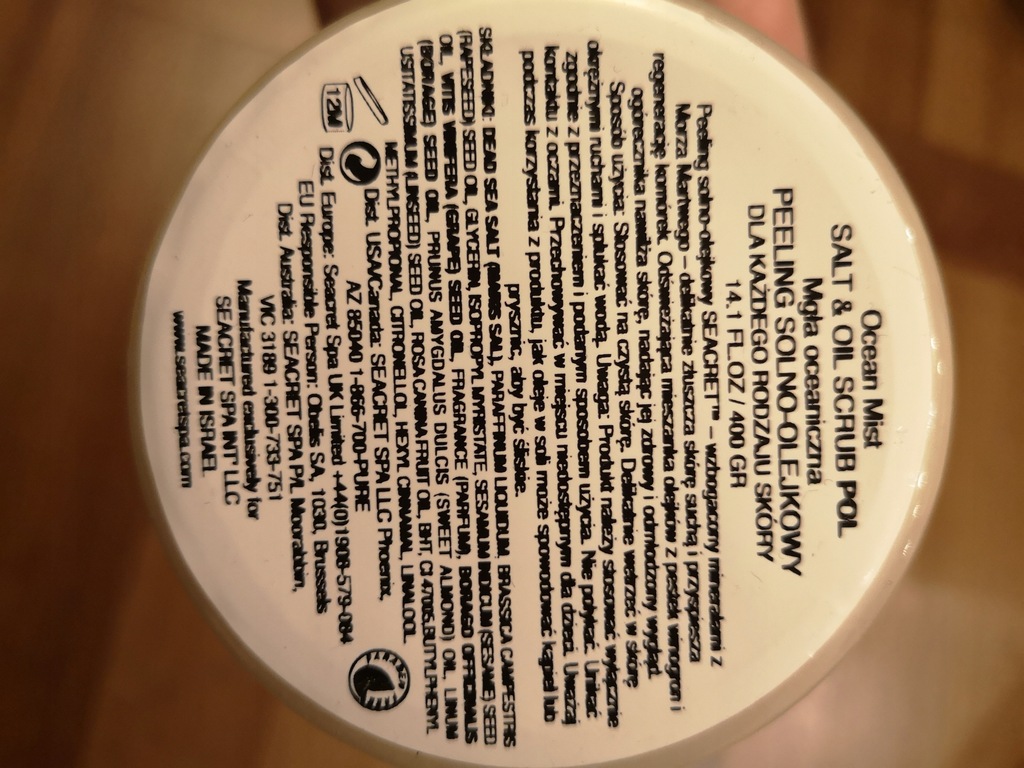 Ocean Mist
Mgła oceaniczna
SALT & OIL SCRUB POL
PEELING SOLNO-OLEJKOWY
DLA KAŻDEGO RODZAJU SKÓRY
14.1 FL OZ / 400 GR
Peeling solno-olejkowy SEACRET™ – wzbogacony minerałami z
Morza Martwego – delikatnie złuszcza skórę suchą i przyspiesza
regenerację komórek. Odświeżająca mieszanka olejków z pestek winogron i
ogórecznika nawilża skórę, nadając jej zdrowy i odmłodzony wygląd.
Sposób użycia: Stosować na czystą skórę. Delikatnie wetrzeć w skórę
okrężnymi ruchami i spłukać wodą. Uwaga: Produkt należy stosować wyłącznie
zgodnie z przeznaczeniem i podanym sposobem użycia. Nie połykać. Unikać
kontaktu z oczami. Przechowywać w miejscu niedostępnym dla dzieci. Uważaj
podczas korzystania z produktu, jak oleje w soli może spowodować kąpiel lub
prysznic, aby być śliskie.
SKŁADNIKI: DEAD SEA SALT (MARIS SAL), PARAFFINUM LIQUIDUM, BRASSICA CAMPESTRIS
(RAPESEED) SEED OIL, GLYCERIN, ISOPROPYL MYRISTATE, SESAMUM INDICUM (SESAME) SEED
OIL, VITIS VINIFERA (GRAPE) SEED OIL, FRAGRANCE (PARFUM), BORAGO OFFICINALIS
(BORAGE) SEED OIL, PRUNUS AMYGDALUS DULCIS (SWEET ALMOND) OIL, LINUM
USITATISSIMUM (LINSEED) SEED OIL, ROSA CANINA FRUIT OIL, BHT, CI 47005, BUTYLPHENYL
METHYLPROPIONAL, CITRONELLOL, HEXYL CINNAMAL, LINALOOL
12M
Dist. USA/Canada: SEACRET SPA LLC Phoenix,
AZ 85040 1-866-700-PURE
Dist. Europe: Seacret Spa UK Limited +44(0)1908-579-084
EU Responsible Person: Obelis SA, 1030, Brussels
Dist. Australia: SEACRET SPA P/L Moorabbin,
VIC 3189 1-300-733-751
Manufactured exclusively for
SEACRET SPA INT'L LLC
MADE IN ISRAEL
www.seacretspa.com